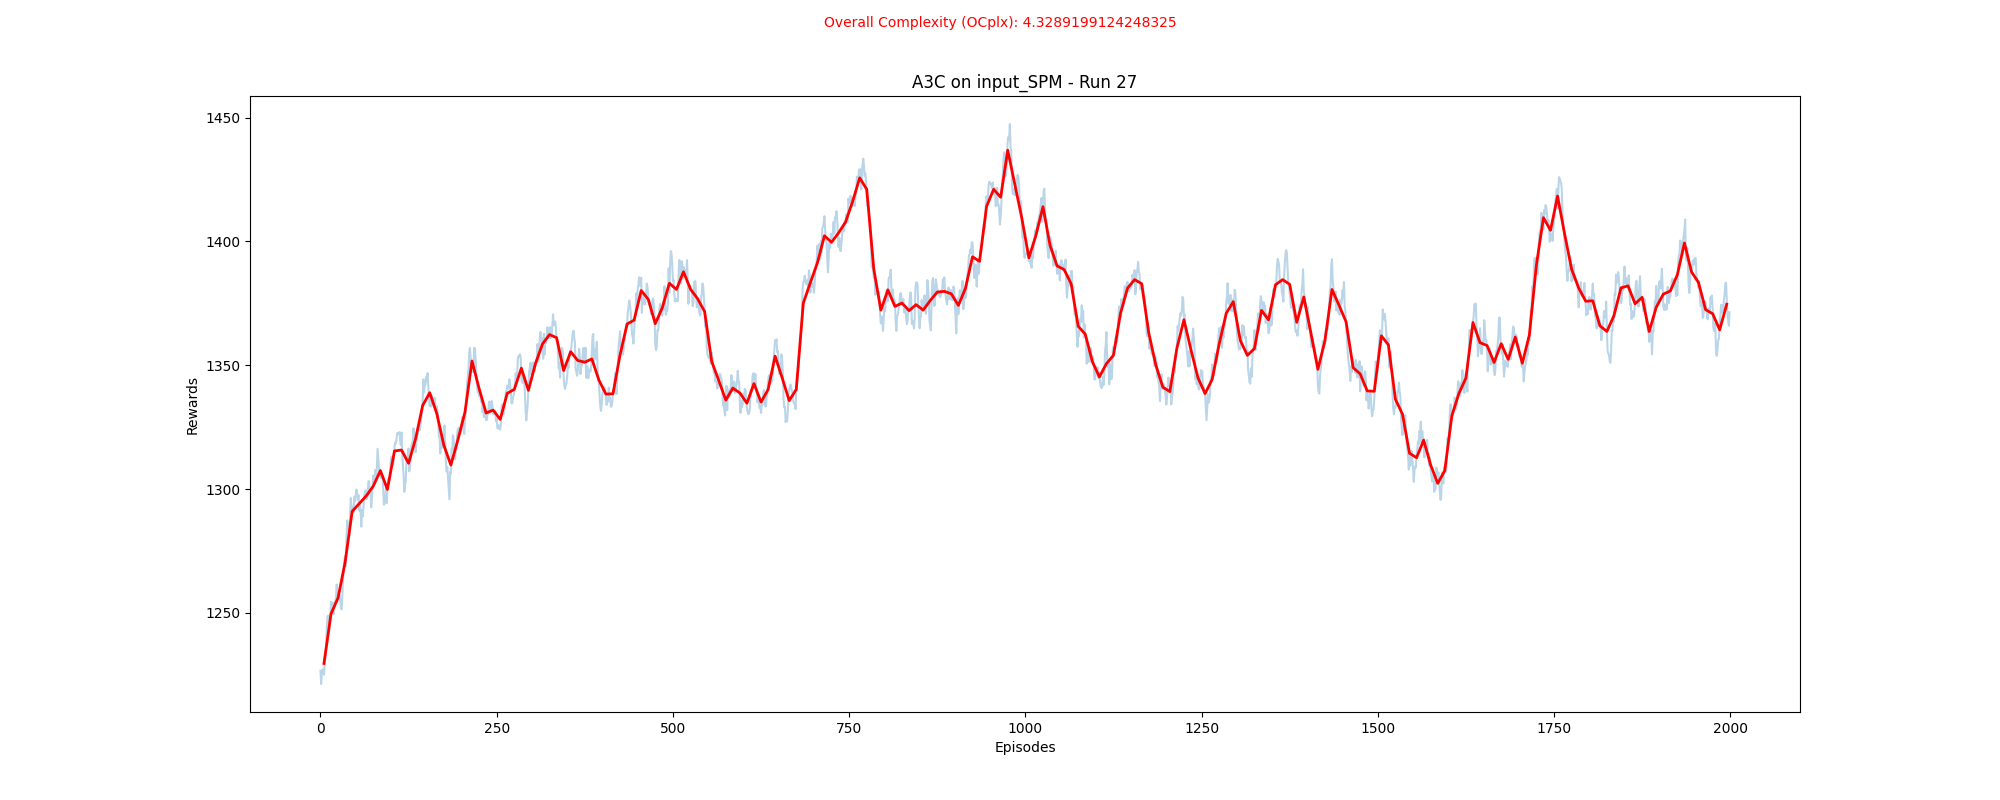 Overall Complexity (OCplx): 4.3289199124248325
A3C on input_SPM - Run 27
1450
1400
1350
1300
1250
Rewards
0 250 500 750 1000 1250 1500 1750 2000
Episodes